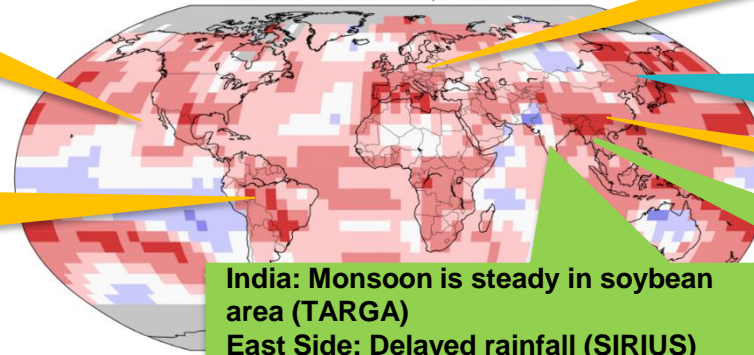 India: Monsoon is steady in soybean
area (TARGA)
East Side: Delayed rainfall (SIRIUS)